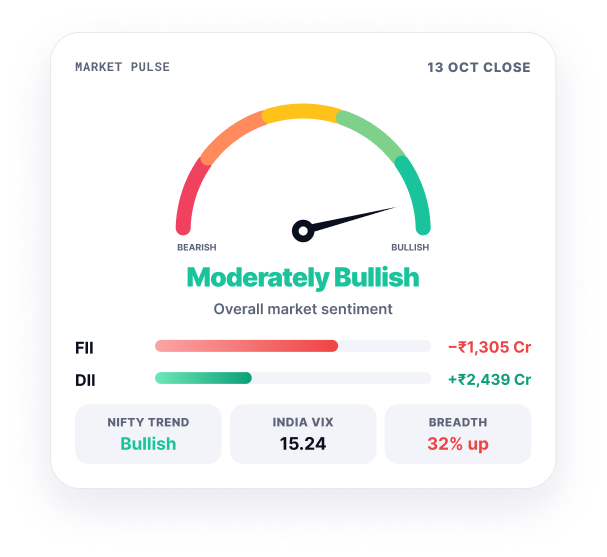 MARKET PULSE
13 OCT CLOSE
BEARISH
BULLISH
Moderately Bullish
Overall market sentiment
FII
−₹1,305 Cr
DII
+₹2,439 Cr
NIFTY TREND
Bullish
INDIA VIX
15.24
BREADTH
32% up